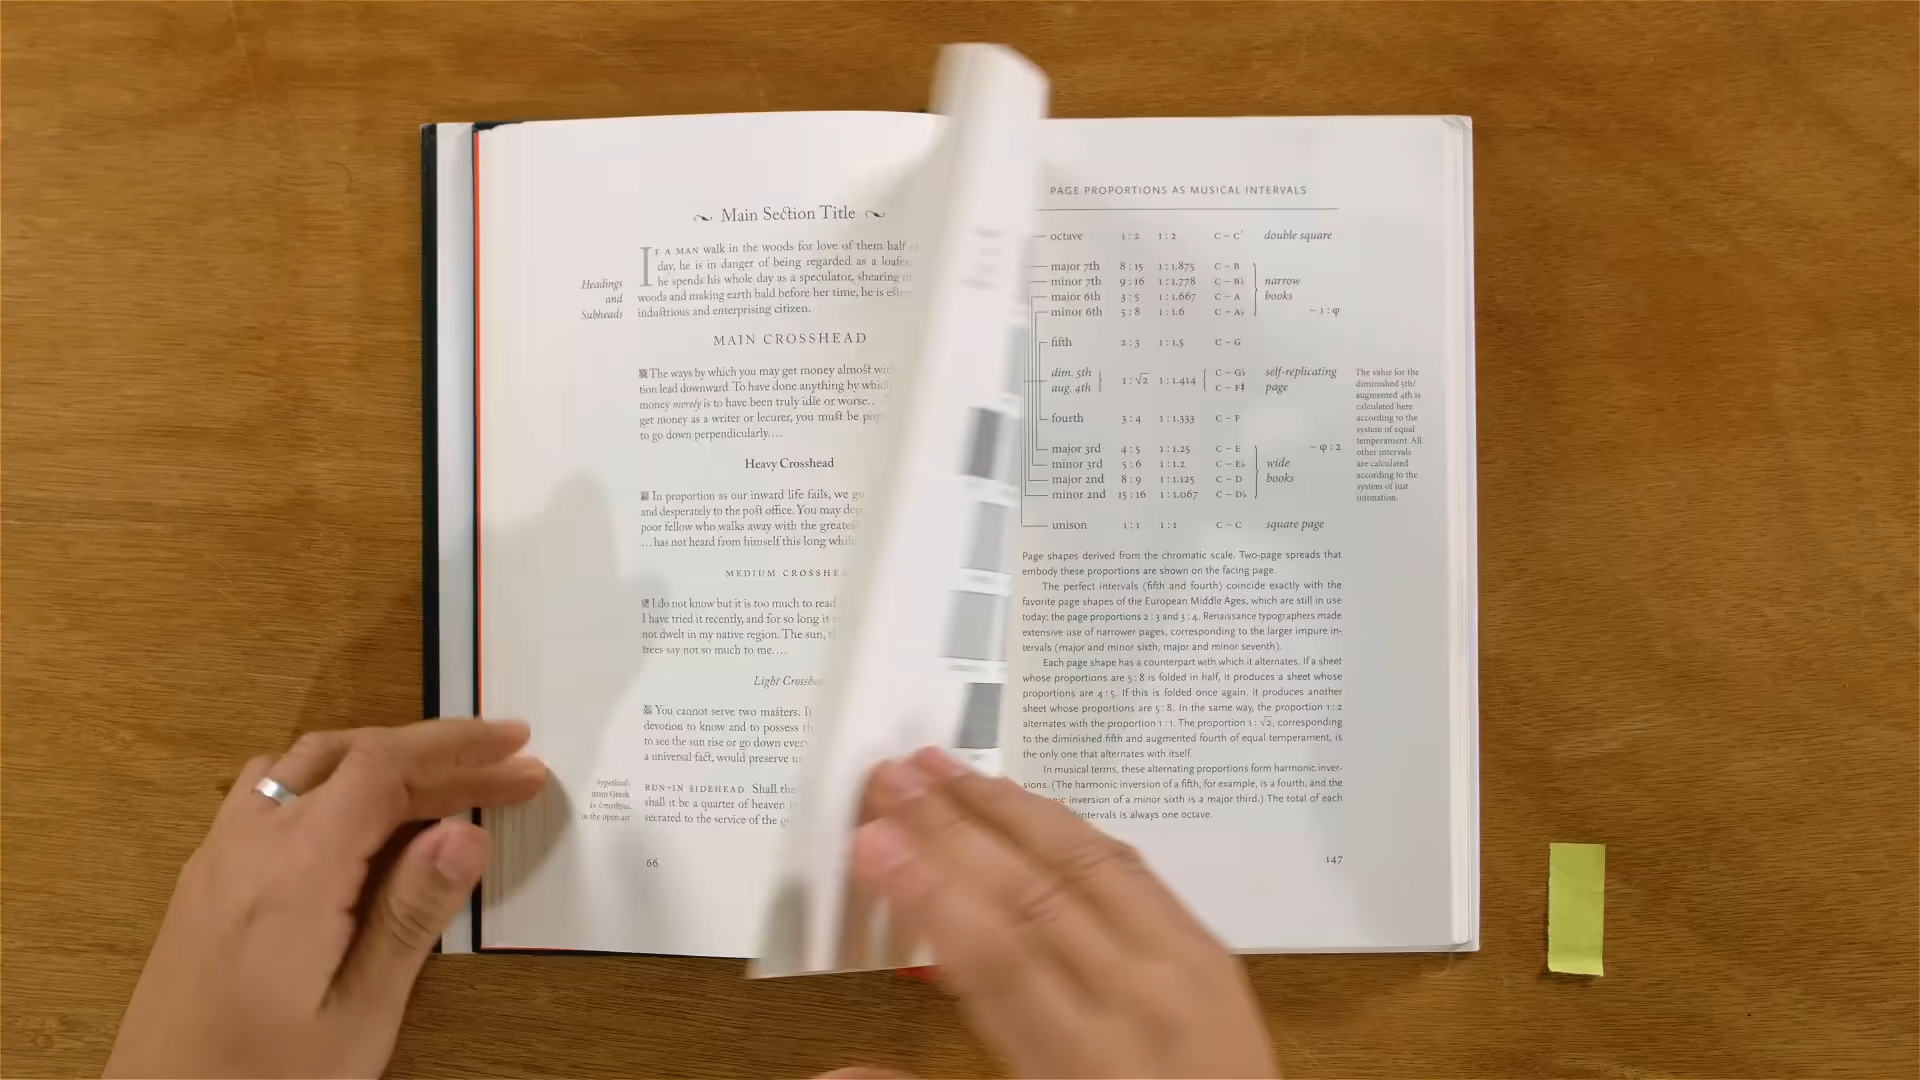 Main Section Title
IF A MAN walk in the woods for love of them half
day, he is in danger of being regarded as a loafer,
he spends his whole day as a speculator, shearing
woods and making earth bald before her time, he is
industrious and enterprising citizen.
Headings
and
Subheads
MAIN CROSSHEAD
The ways by which you may get money almost
tion lead downward. To have done anything by
money merely is to have been truly idle or worse..
get money as a writer or lecurer, you must be
to go down perpendicularly....
Heavy Crosshead
In proportion as our inward life fails, we go
and desperately to the post office. You may
poor fellow who walks away with the greatest
...has not heard from himself this long while
MEDIUM CROSSHEA
I do not know but it is too much to read
I have tried it recently, and for so long it
not dwelt in my native region. The sun,
trees say not so much to me....
Light Crosshea
You cannot serve two masters. It
devotion to know and to possess
to see the sun rise or go down every
a universal fact, would preserve us
RUN-IN SIDEHEAD Shall the
shall it be a quarter of heaven
secrated to the service of the
hypethral:
from Greek
in the open air
66
PAGE PROPORTIONS AS MUSICAL INTERVALS
octave 1:2 1:2 C – C' double square
major 7th 8:15 1:1.875 C – B
minor 7th 9:16 1:1.778 C – B♭ narrow
major 6th 3:5 1:1.667 C – A books
minor 6th 5:8 1:1.6 C – A♭ ~ 1:φ
fifth 2:3 1:1.5 C – G
dim. 5th C – G♭ self-replicating
1:√2 1:1.414
aug. 4th C – F♯ page
fourth 3:4 1:1.333 C – F
major 3rd 4:5 1:1.25 C – E ~ φ:2
minor 3rd 5:6 1:1.2 C – E♭ wide
major 2nd 8:9 1:1.125 C – D books
minor 2nd 15:16 1:1.067 C – D♭
unison 1:1 1:1 C – C square page
The value for the
diminished 5th/
augmented 4th is
calculated here
according to the
system of equal
temperament. All
other intervals
are calculated
according to the
system of just
intonation.
Page shapes derived from the chromatic scale. Two-page spreads that
embody these proportions are shown on the facing page.
The perfect intervals (fifth and fourth) coincide exactly with the
favorite page shapes of the European Middle Ages, which are still in use
today: the page proportions 2:3 and 3:4. Renaissance typographers made
extensive use of narrower pages, corresponding to the larger impure in-
tervals (major and minor sixth, major and minor seventh).
Each page shape has a counterpart with which it alternates. If a sheet
whose proportions are 5:8 is folded in half, it produces a sheet whose
proportions are 4:5. If this is folded once again, it produces another
sheet whose proportions are 5:8. In the same way, the proportion 1:2
alternates with the proportion 1:1. The proportion 1:√2, corresponding
to the diminished fifth and augmented fourth of equal temperament, is
the only one that alternates with itself.
In musical terms, these alternating proportions form harmonic inver-
sions. (The harmonic inversion of a fifth, for example, is a fourth, and the
inversion of a minor sixth is a major third.) The total of each
intervals is always one octave.
147